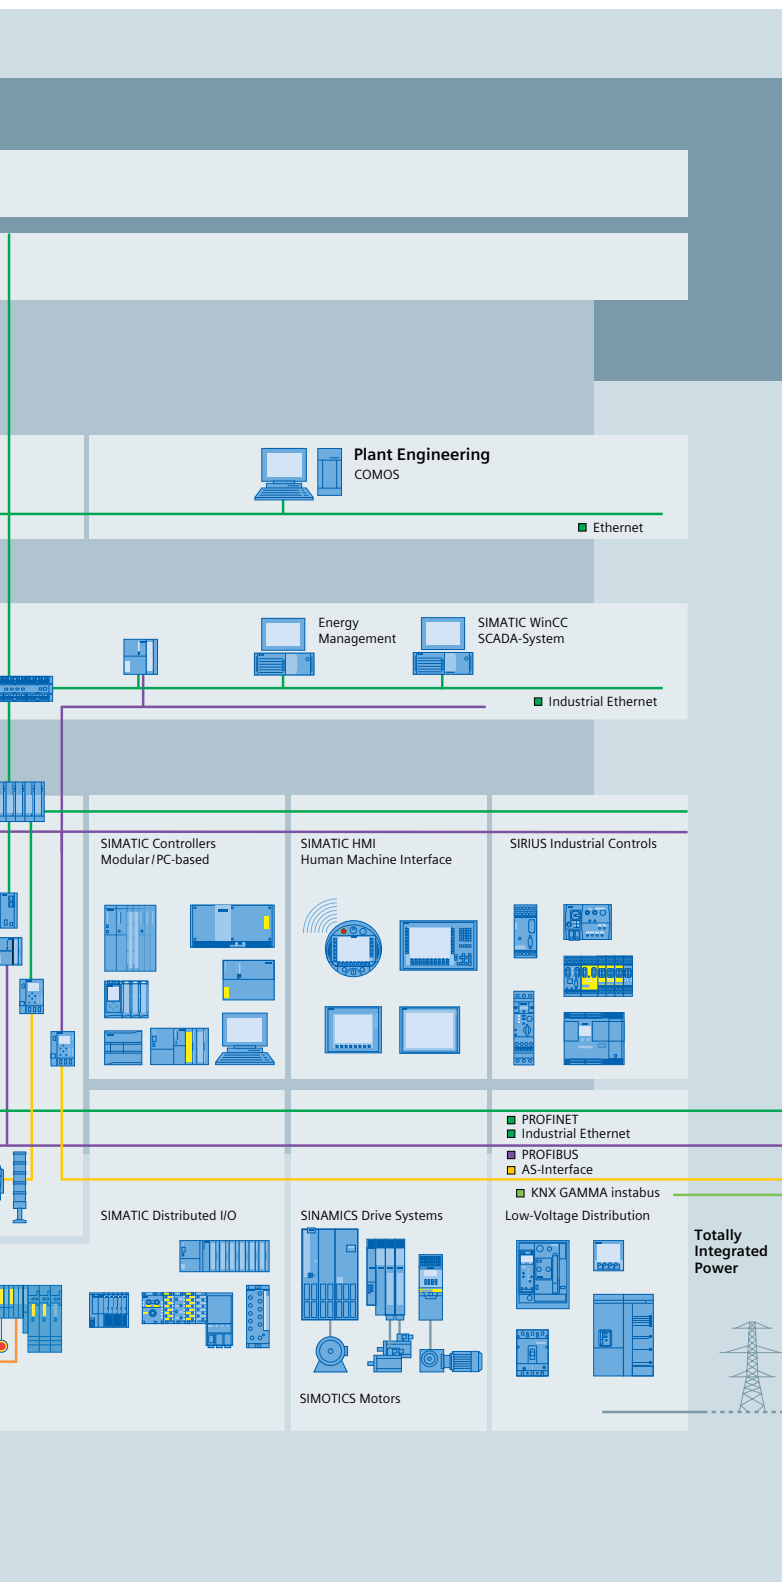 Plant Engineering
COMOS
Ethernet
Energy
Management
SIMATIC WinCC
SCADA-System
Industrial Ethernet
SIMATIC Controllers
Modular/PC-based
SIMATIC HMI
Human Machine Interface
SIRIUS Industrial Controls
PROFINET
Industrial Ethernet
PROFIBUS
AS-Interface
KNX GAMMA instabus
SIMATIC Distributed I/O
SINAMICS Drive Systems
Low-Voltage Distribution
Totally
Integrated
Power
SIMOTICS Motors